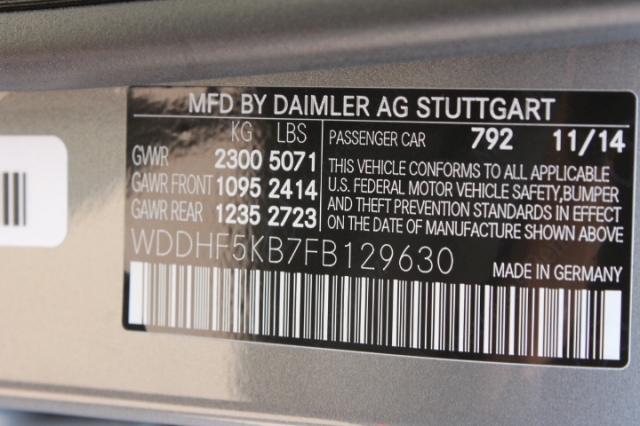 MFD BY DAIMLER AG STUTTGART
KG LBS
GVWR 2300 5071
GAWR FRONT 1095 2414
GAWR REAR 1235 2723
PASSENGER CAR 792 11/14
THIS VEHICLE CONFORMS TO ALL APPLICABLE
U.S. FEDERAL MOTOR VEHICLE SAFETY,BUMPER
AND THEFT PREVENTION STANDARDS IN EFFECT
ON THE DATE OF MANUFACTURE SHOWN ABOVE
WDDHF5KB7FB129630
MADE IN GERMANY